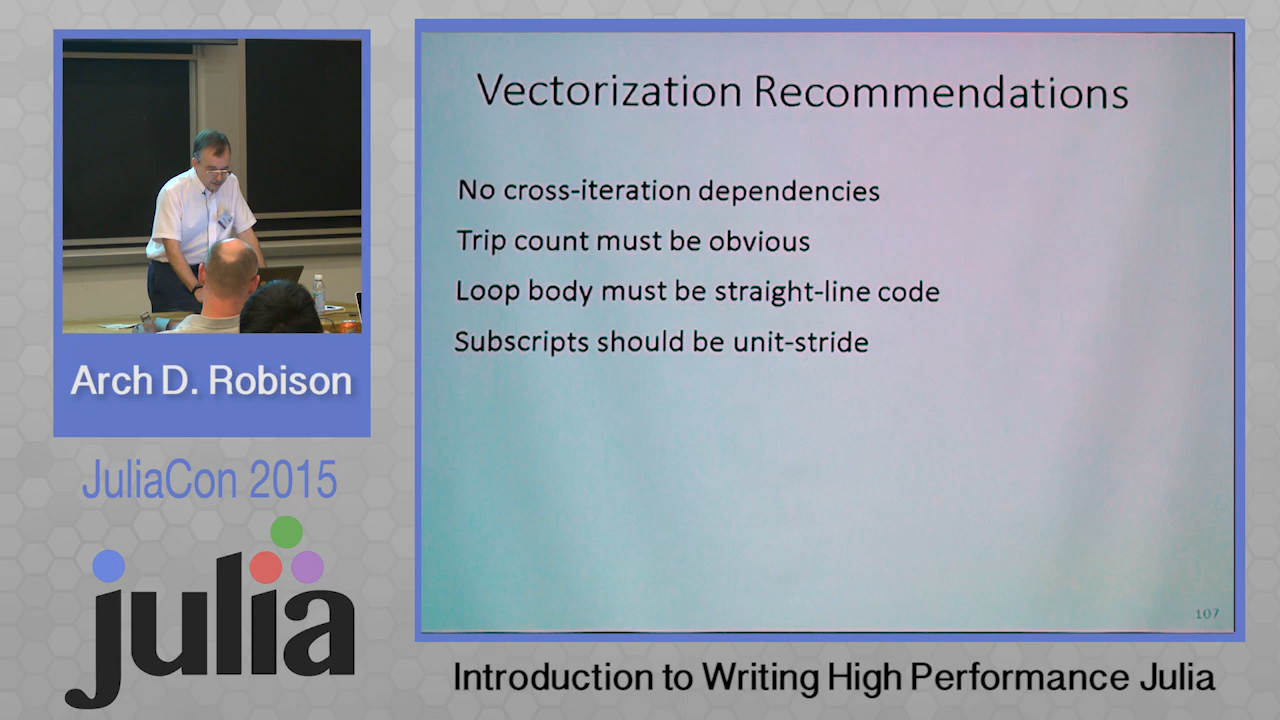 Vectorization Recommendations
No cross-iteration dependencies
Trip count must be obvious
Loop body must be straight-line code
Subscripts should be unit-stride
107
Arch D. Robison
JuliaCon 2015
julia
Introduction to Writing High Performance Julia